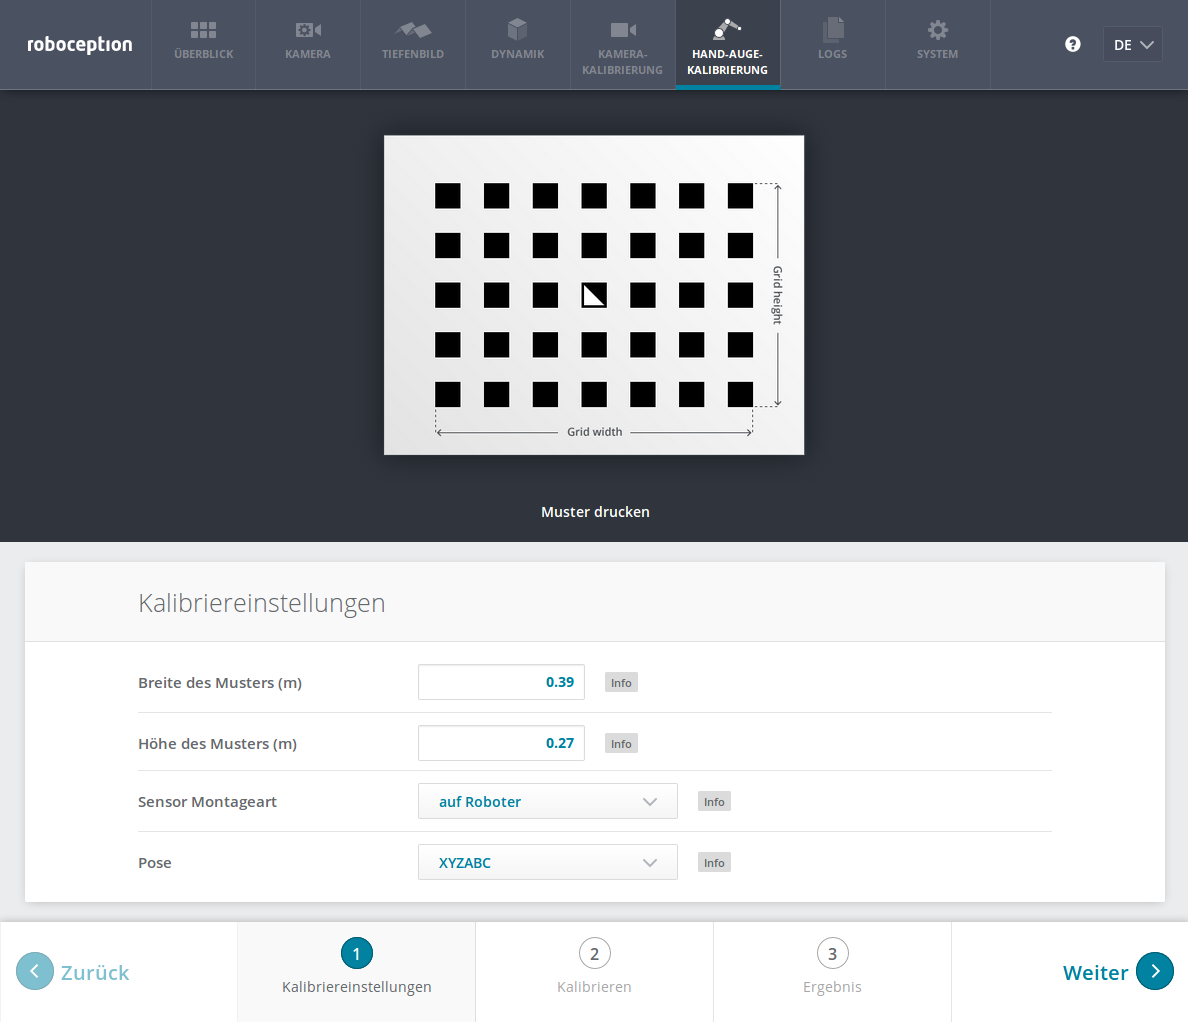 roboception
ÜBERBLICK
KAMERA
TIEFENBILD
DYNAMIK
KAMERA-
KALIBRIERUNG
HAND-AUGE-
KALIBRIERUNG
LOGS
SYSTEM
?
DE
Grid height
Grid width
Muster drucken
Kalibriereinstellungen
Breite des Musters (m) 0.39 Info
Höhe des Musters (m) 0.27 Info
Sensor Montageart auf Roboter Info
Pose XYZABC Info
Zurück
1
Kalibriereinstellungen
2
Kalibrieren
3
Ergebnis
Weiter